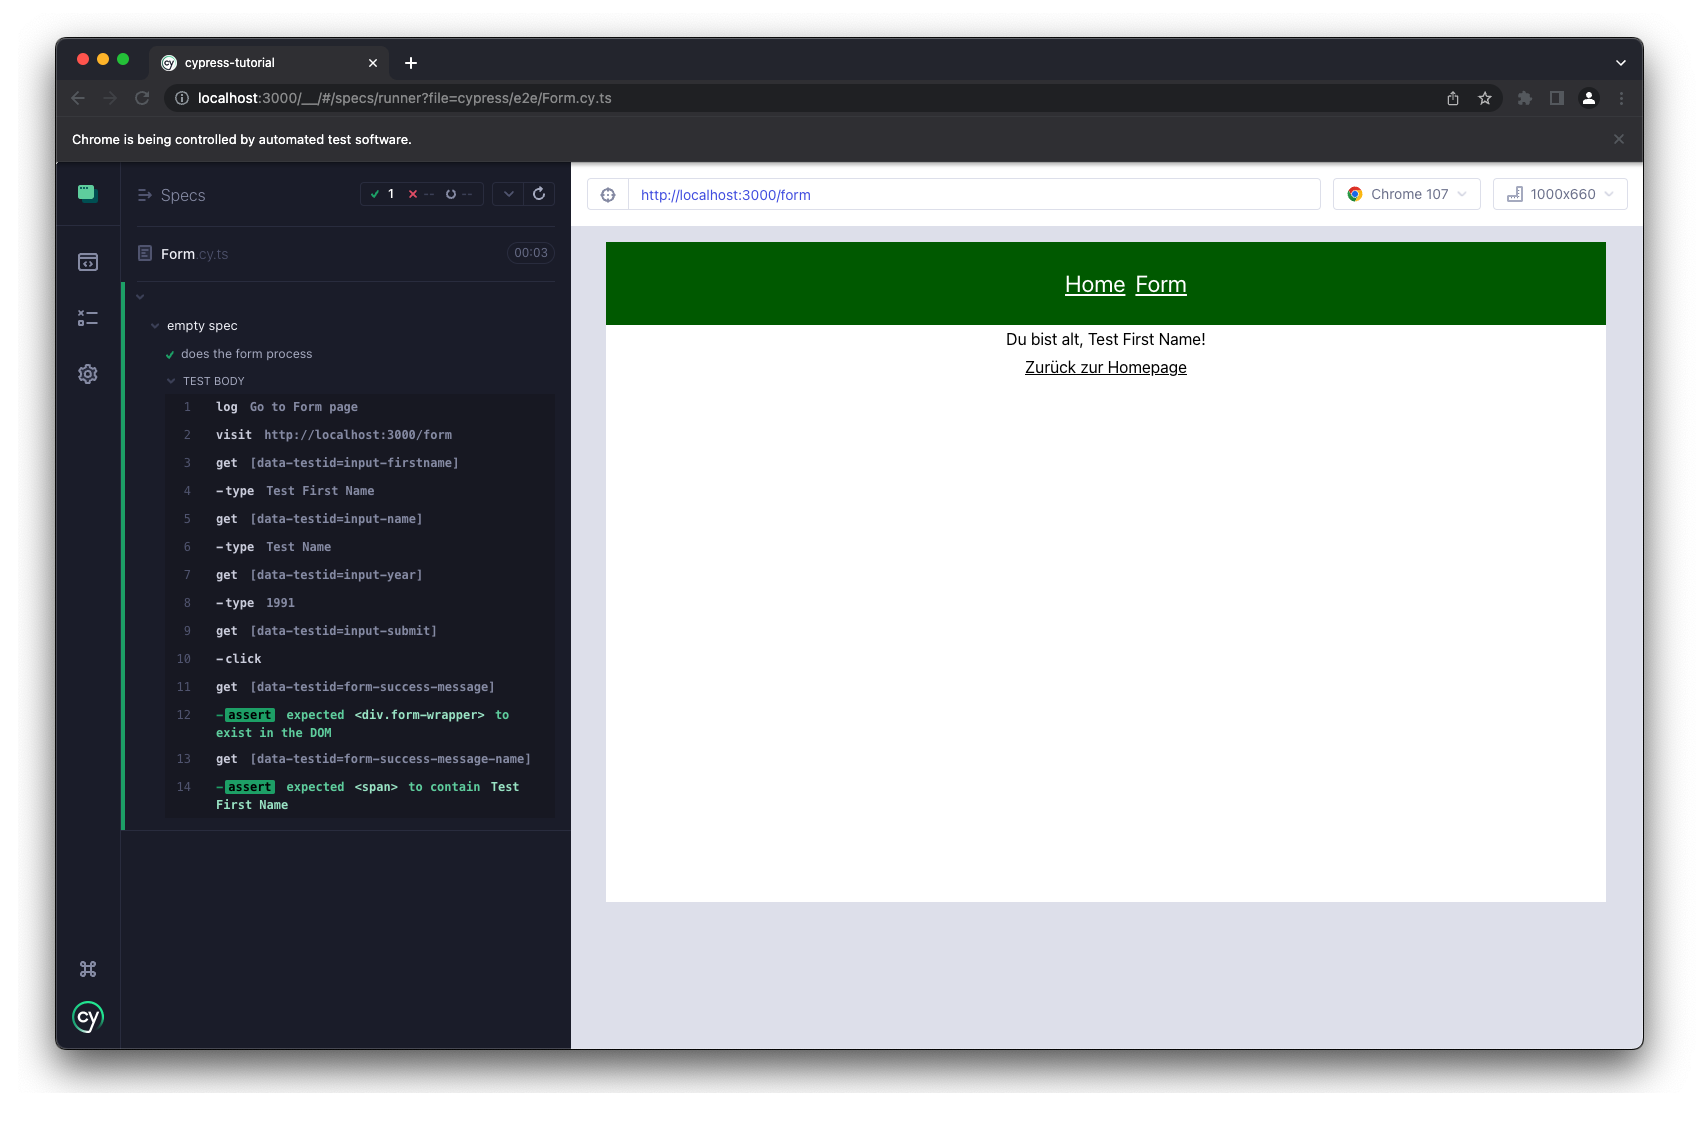 cypress-tutorial
localhost:3000/__/#/specs/runner?file=cypress/e2e/Form.cy.ts
Chrome is being controlled by automated test software.
Specs
1 -- --
Form.cy.ts 00:03
empty spec
does the form process
TEST BODY
1 log Go to Form page
2 visit http://localhost:3000/form
3 get [data-testid=input-firstname]
4 -type Test First Name
5 get [data-testid=input-name]
6 -type Test Name
7 get [data-testid=input-year]
8 -type 1991
9 get [data-testid=input-submit]
10 -click
11 get [data-testid=form-success-message]
12 -assert expected <div.form-wrapper> to
exist in the DOM
13 get [data-testid=form-success-message-name]
14 -assert expected <span> to contain Test
First Name
cy
http://localhost:3000/form
Chrome 107
1000x660
Home Form
Du bist alt, Test First Name!
Zurück zur Homepage